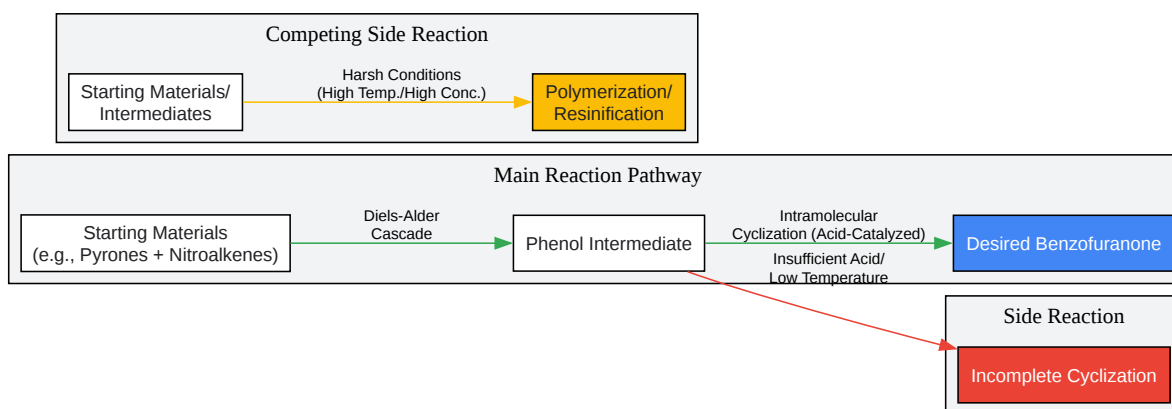 Competing Side Reaction
Starting Materials/
Intermediates
Harsh Conditions
(High Temp./High Conc.)
Polymerization/
Resinification
Main Reaction Pathway
Starting Materials
(e.g., Pyrones + Nitroalkenes)
Diels-Alder
Cascade
Phenol Intermediate
Intramolecular
Cyclization (Acid-Catalyzed)
Insufficient Acid/
Low Temperature
Desired Benzofuranone
Side Reaction
Incomplete Cyclization